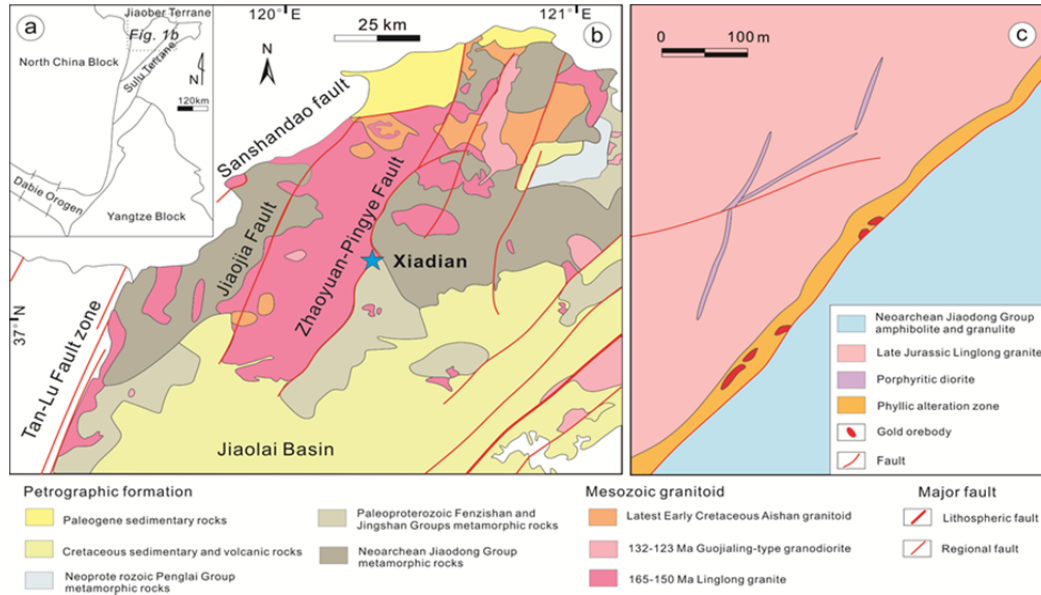 a
Jiaober Terrane
Fig. 1b
North China Block
Sulu Terrane
N
120km
Dabie Orogen
Yangtze Block
120°E
121°E
25 km
b
N
Sanshandao fault
Jiaojia Fault
Zhaoyuan-Pingye Fault
Xiadian
37°N
Tan-Lu Fault zone
Jiaolai Basin
c
0 100 m
Neoarchean Jiaodong Group
amphibolite and granulite
Late Jurassic Linglong granite
Porphyritic diorite
Phyllic alteration zone
Gold orebody
Fault
Petrographic formation
Paleogene sedimentary rocks
Cretaceous sedimentary and volcanic rocks
Neoprote rozoic Penglai Group
metamorphic rocks
Paleoproterozoic Fenzishan and
Jingshan Groups metamorphic rocks
Neoarchean Jiaodong Group
metamorphic rocks
Mesozoic granitoid
Latest Early Cretaceous Aishan granitoid
132-123 Ma Guojialing-type granodiorite
165-150 Ma Linglong granite
Major fault
Lithospheric fault
Regional fault